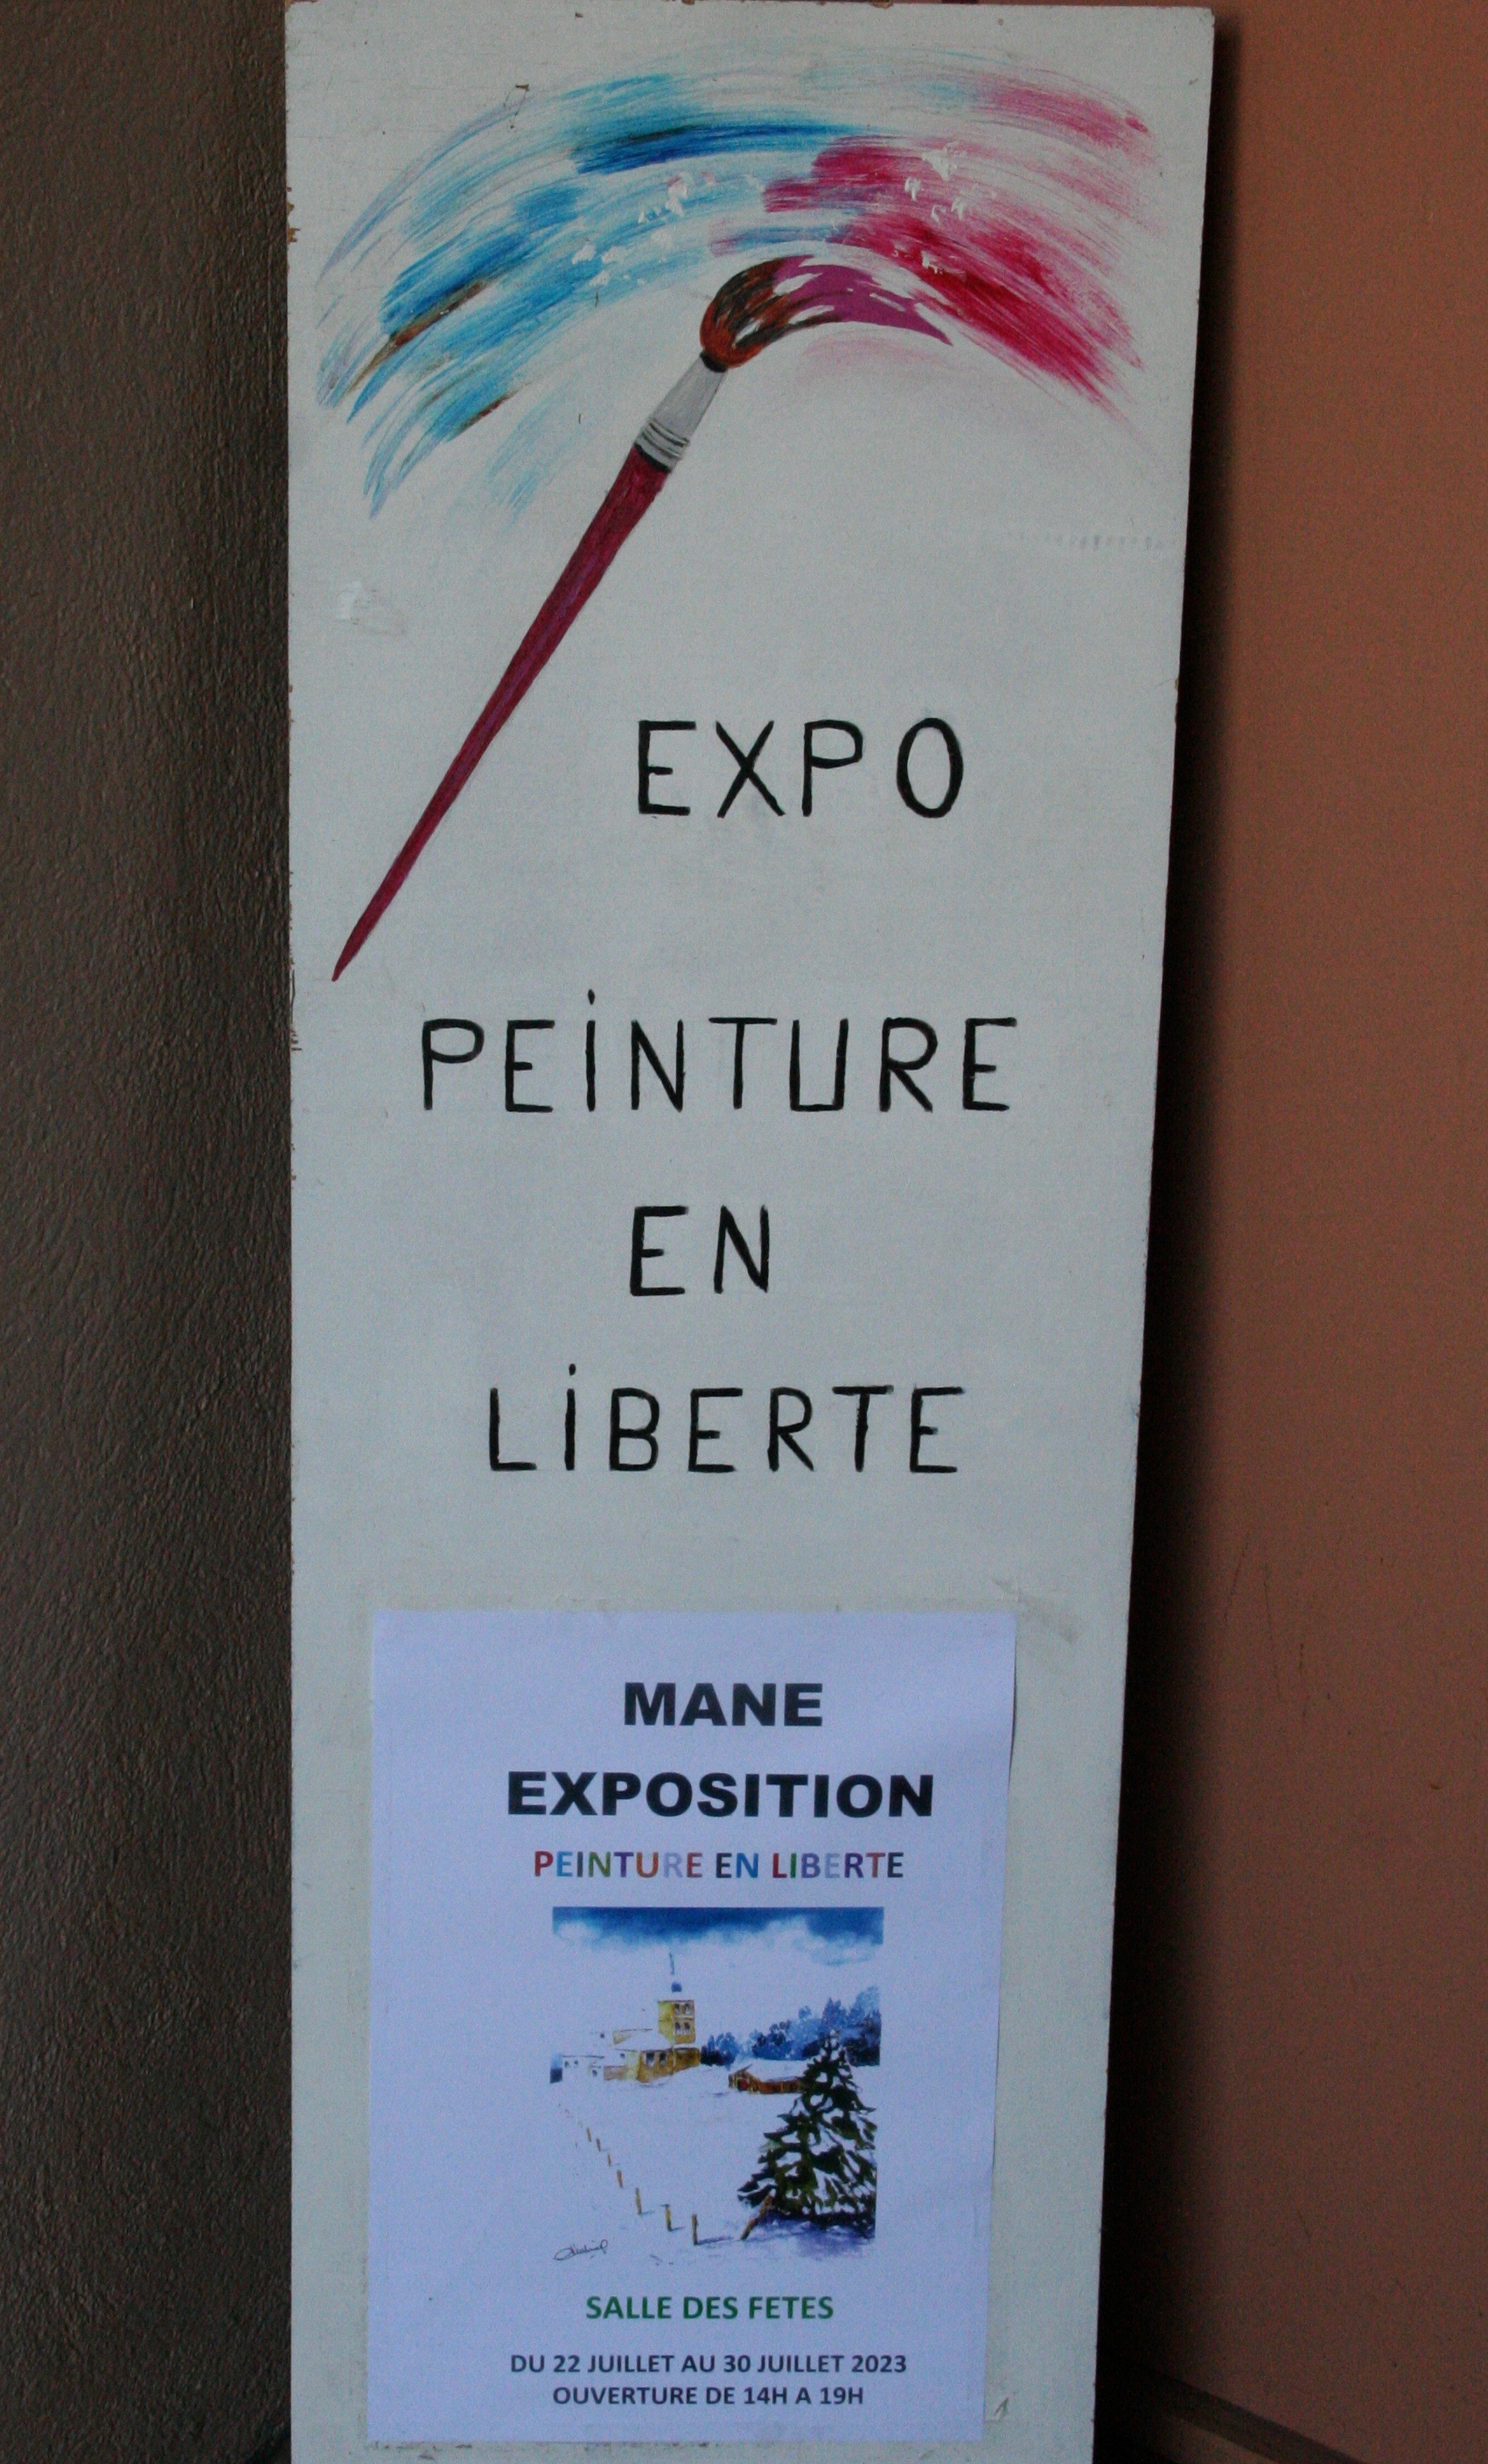 EXPO
PEINTURE
EN
LIBERTE
MANE
EXPOSITION
PEINTURE EN LIBERTE
SALLE DES FETES
DU 22 JUILLET AU 30 JUILLET 2023
OUVERTURE DE 14H A 19H